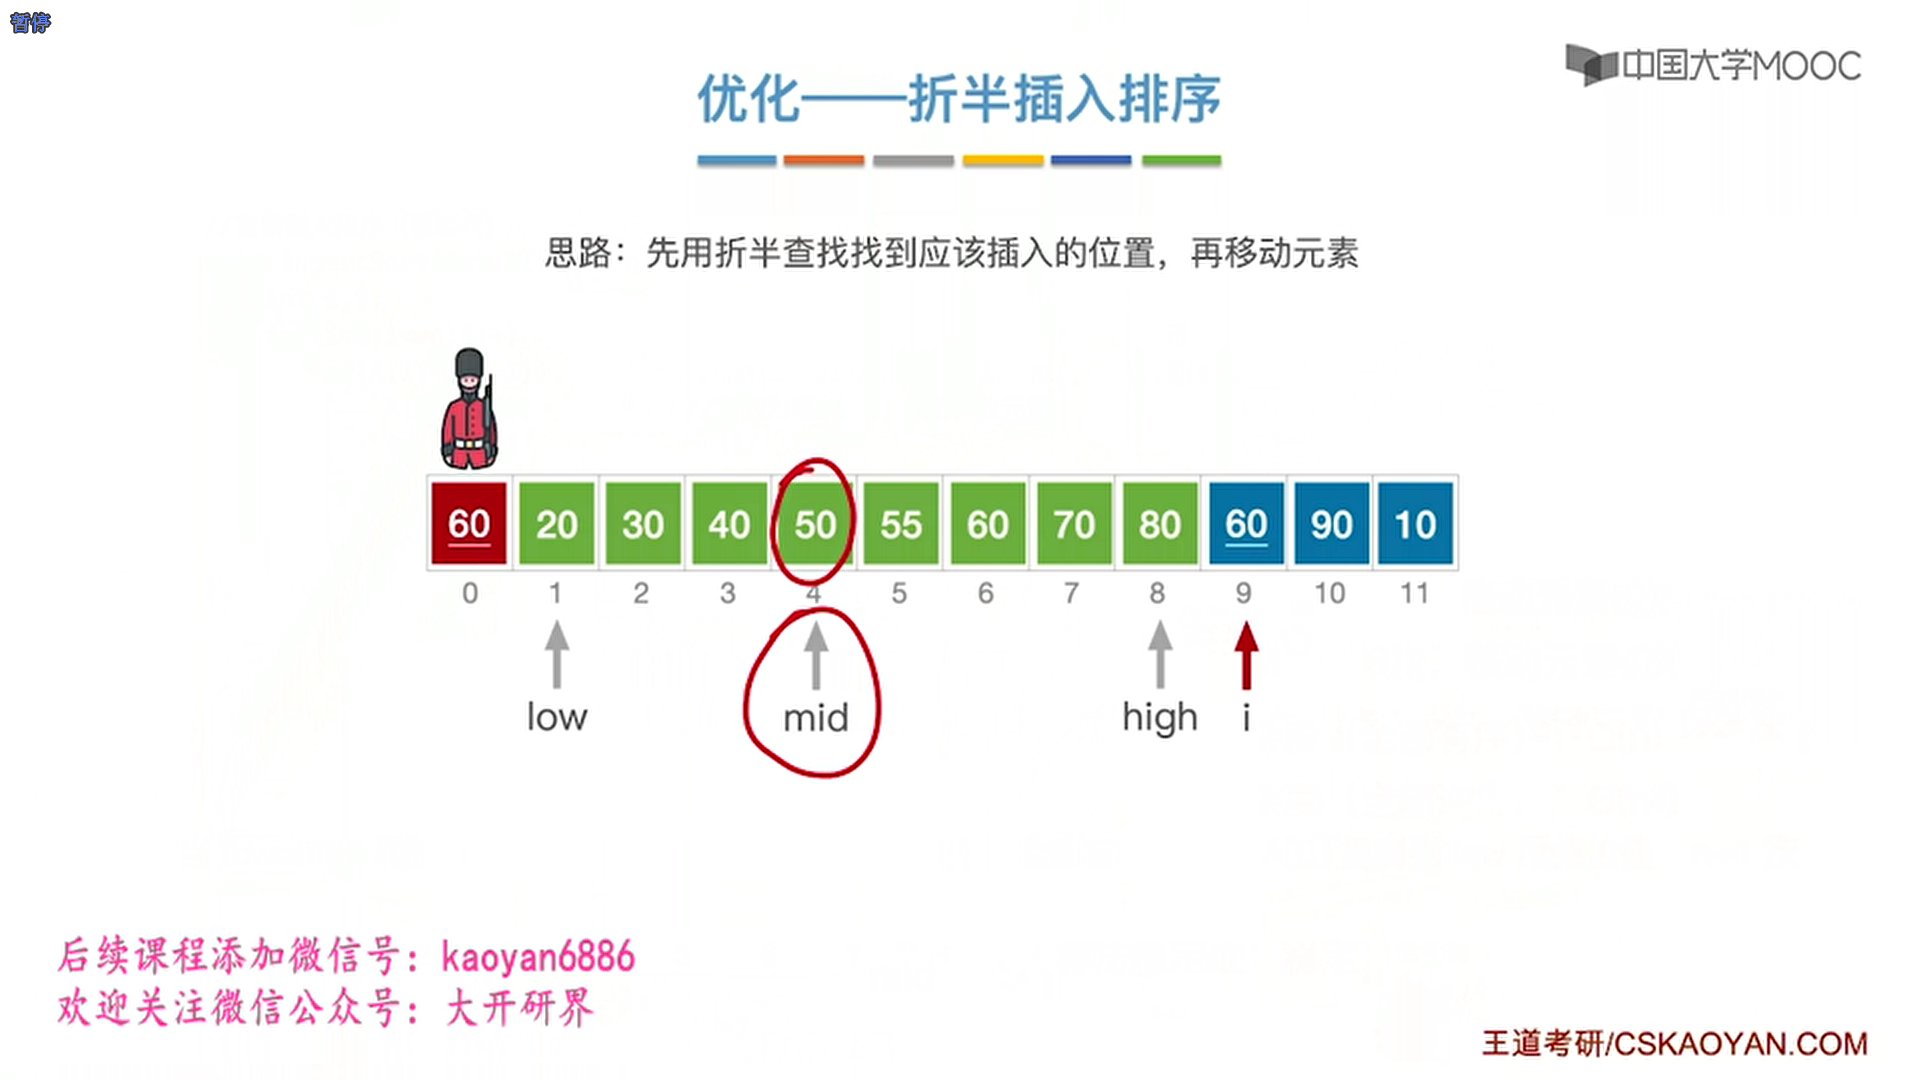 暂停
中国大学MOOC
优化——折半插入排序
思路：先用折半查找找到应该插入的位置，再移动元素
60 20 30 40 50 55 60 70 80 60 90 10
0 1 2 3 4 5 6 7 8 9 10 11
low mid high i
后续课程添加微信号：kaoyan6886
欢迎关注微信公众号：大开研界
王道考研/CSKAOYAN.COM